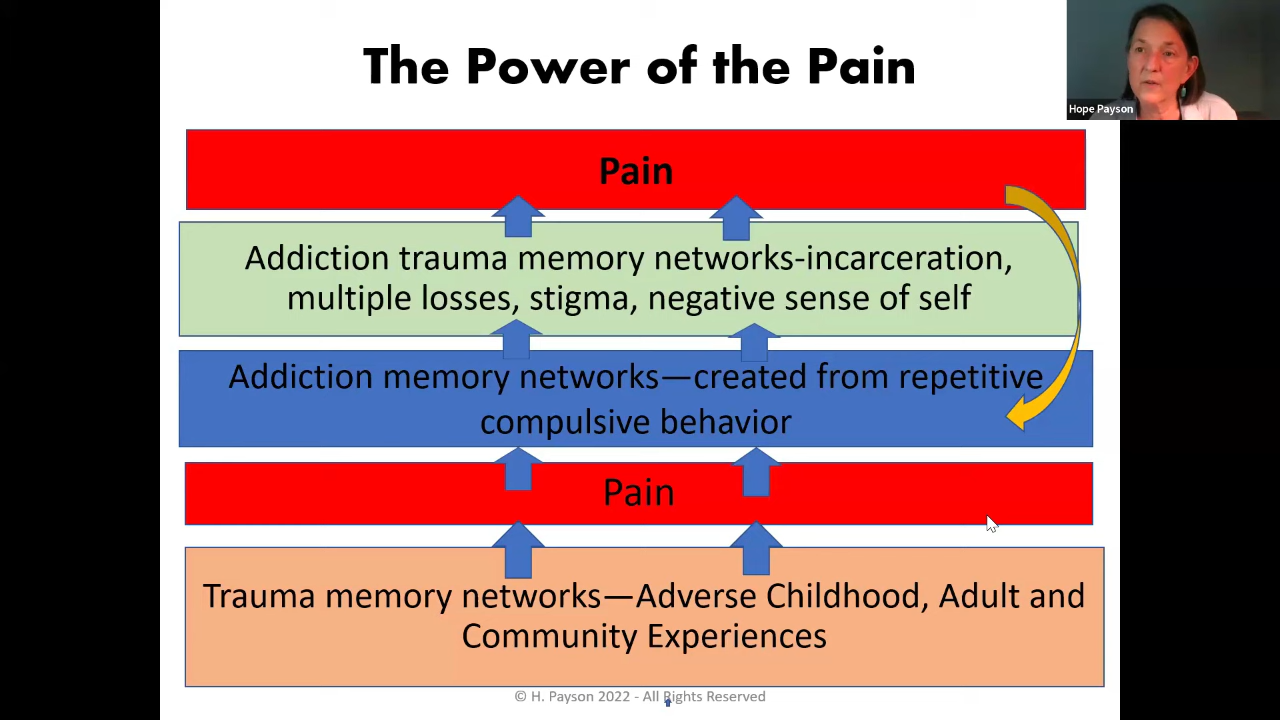 The Power of the Pain
Hope Payson
Pain
Addiction trauma memory networks-incarceration,
multiple losses, stigma, negative sense of self
Addiction memory networks—created from repetitive
compulsive behavior
Pain
Trauma memory networks—Adverse Childhood, Adult and
Community Experiences
© H. Payson 2022 - All Rights Reserved